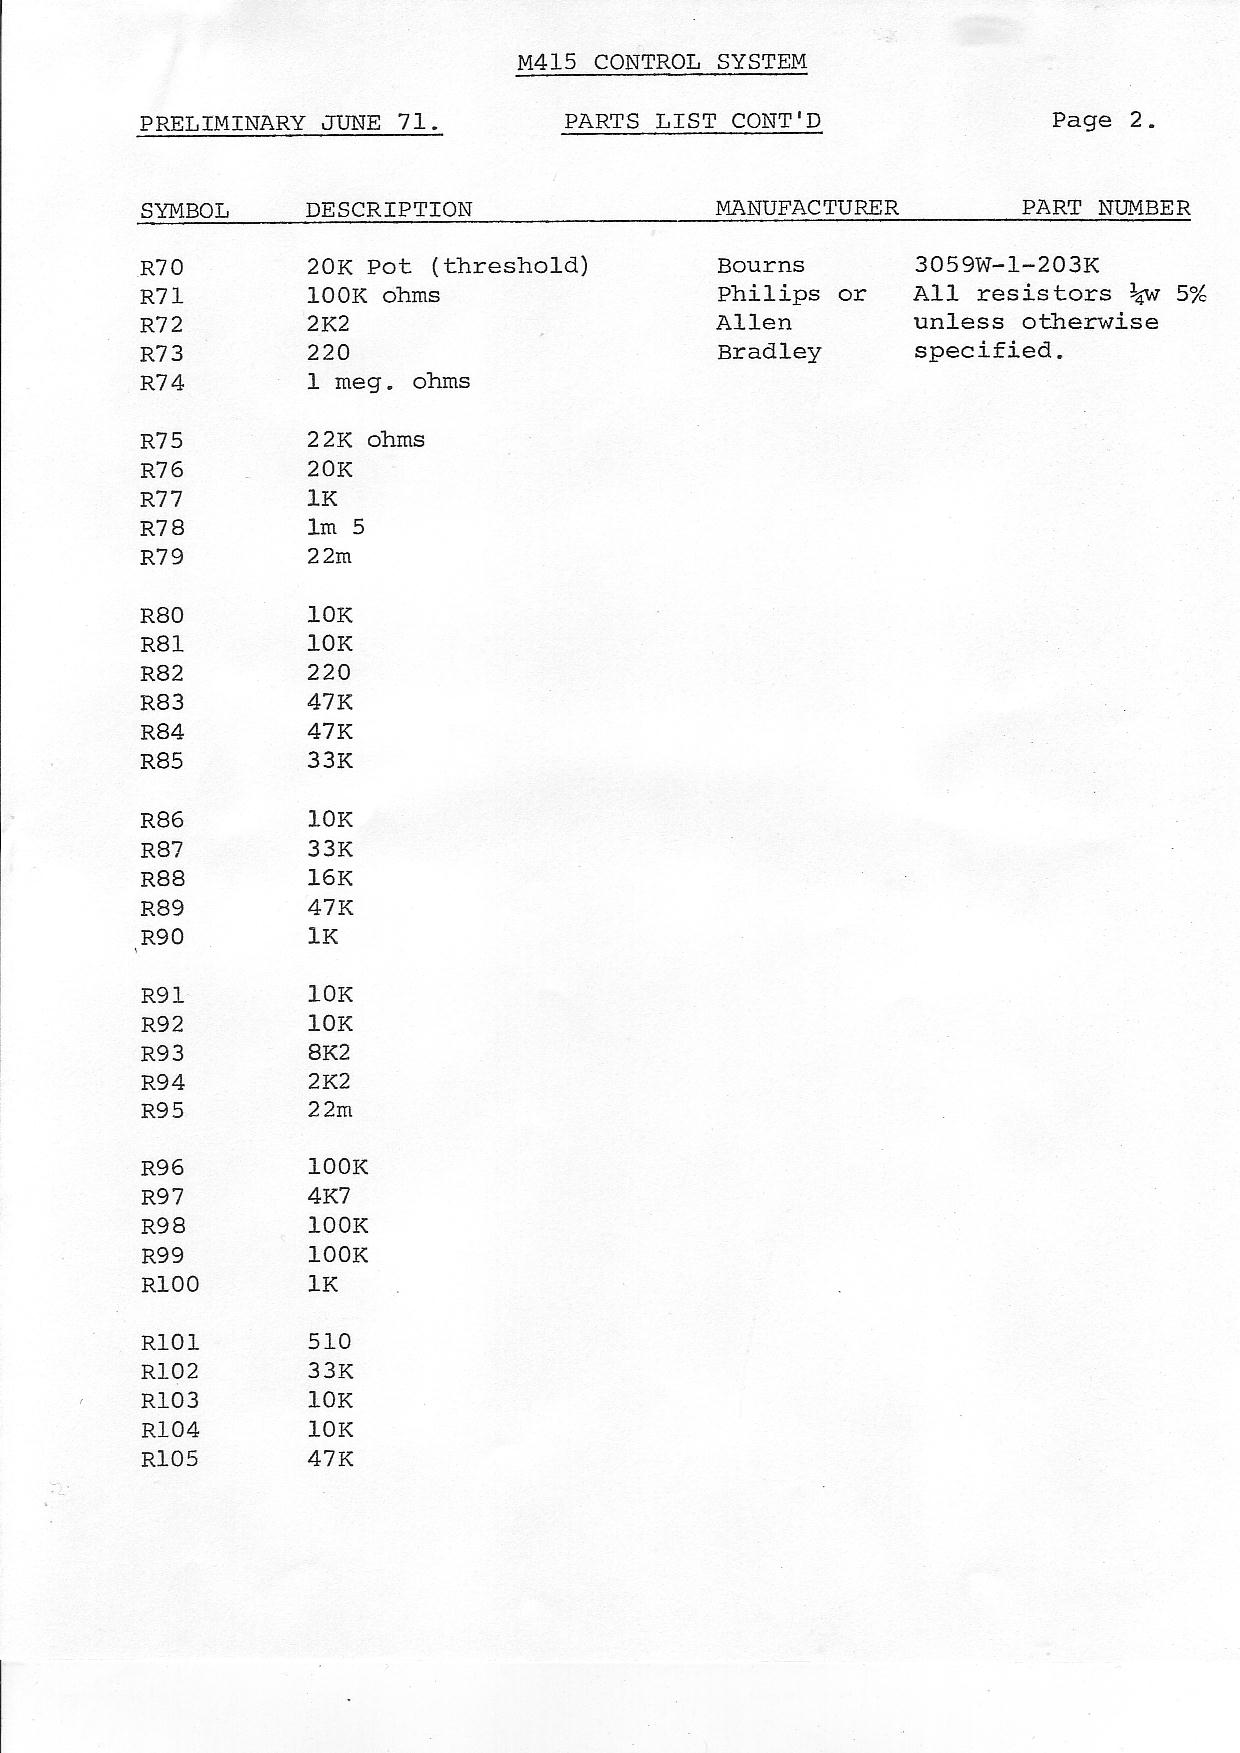 M415 CONTROL SYSTEM
PRELIMINARY JUNE 71. PARTS LIST CONT'D Page 2.
SYMBOL DESCRIPTION MANUFACTURER PART NUMBER
R70 20K Pot (threshold) Bourns 3059W-1-203K
R71 100K ohms Philips or All resistors ¼w 5%
R72 2K2 Allen unless otherwise
R73 220 Bradley specified.
R74 1 meg. ohms
R75 22K ohms
R76 20K
R77 1K
R78 1m 5
R79 22m
R80 10K
R81 10K
R82 220
R83 47K
R84 47K
R85 33K
R86 10K
R87 33K
R88 16K
R89 47K
R90 1K
R91 10K
R92 10K
R93 8K2
R94 2K2
R95 22m
R96 100K
R97 4K7
R98 100K
R99 100K
R100 1K
R101 510
R102 33K
R103 10K
R104 10K
R105 47K